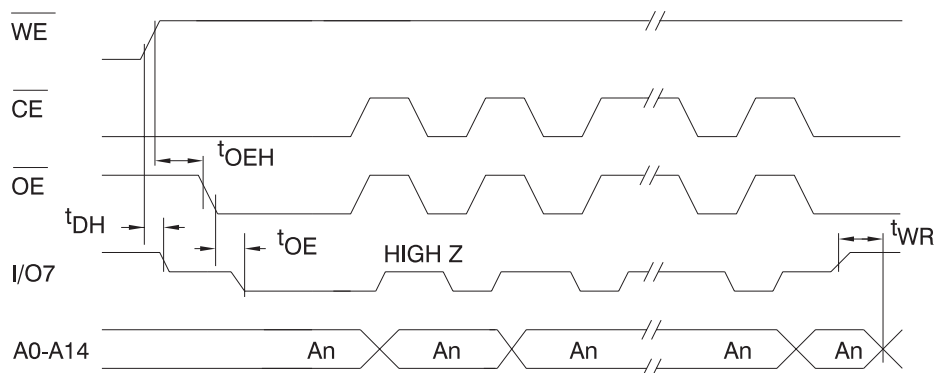 WE
CE
tOEH
OE
tDH
tOE
tWR
HIGH Z
I/O7
A0-A14 An An An An An